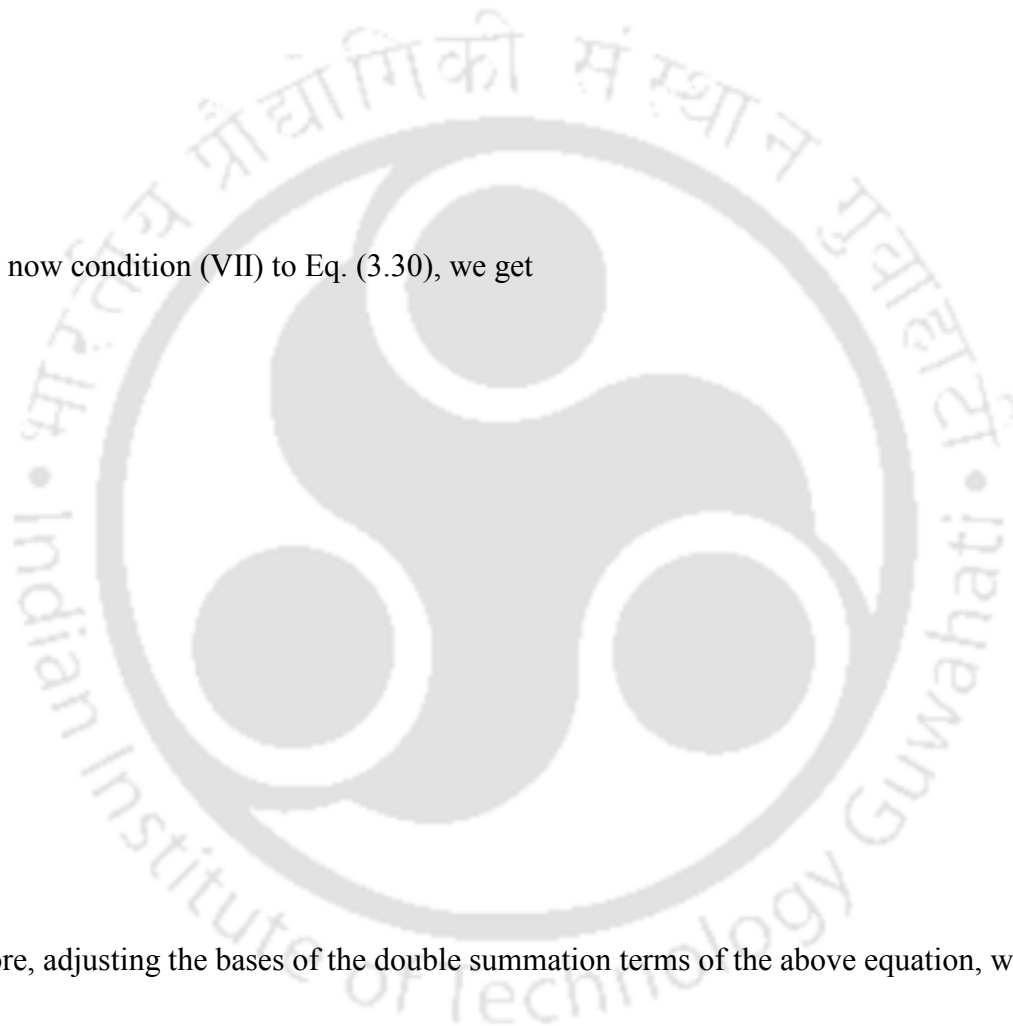 भारतीय प्रौद्योगिकी संस्थान गुवाहाटी
now condition (VII) to Eq. (3.30), we get
• Indian Institute of Technology Guwahati •
ore, adjusting the bases of the double summation terms of the above equation, w